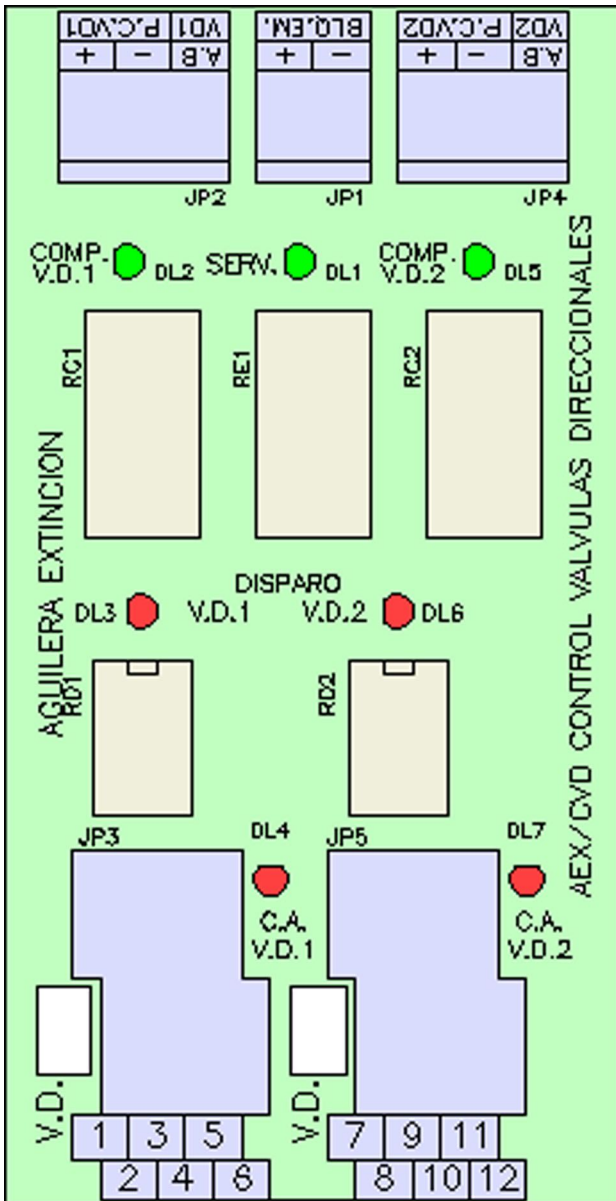 VD1 P.C.VD1
A.B - +
BLQ.EM.
- +
VD2 P.C.VD2
A.B - +
JP2
JP1
JP4
COMP.
V.D.1
DL2
SERV.
DL1
COMP.
V.D.2
DL5
RC1
RE1
RC2
AGUILERA EXTINCION
AEX/CVD CONTROL VALVULAS DIRECCIONALES
DISPARO
DL3 V.D.1 V.D.2 DL6
RD1
RD2
JP3
DL4
JP5
DL7
C.A.
V.D.1
C.A.
V.D.2
V.D.
V.D.
1 3 5
2 4 6
7 9 11
8 10 12